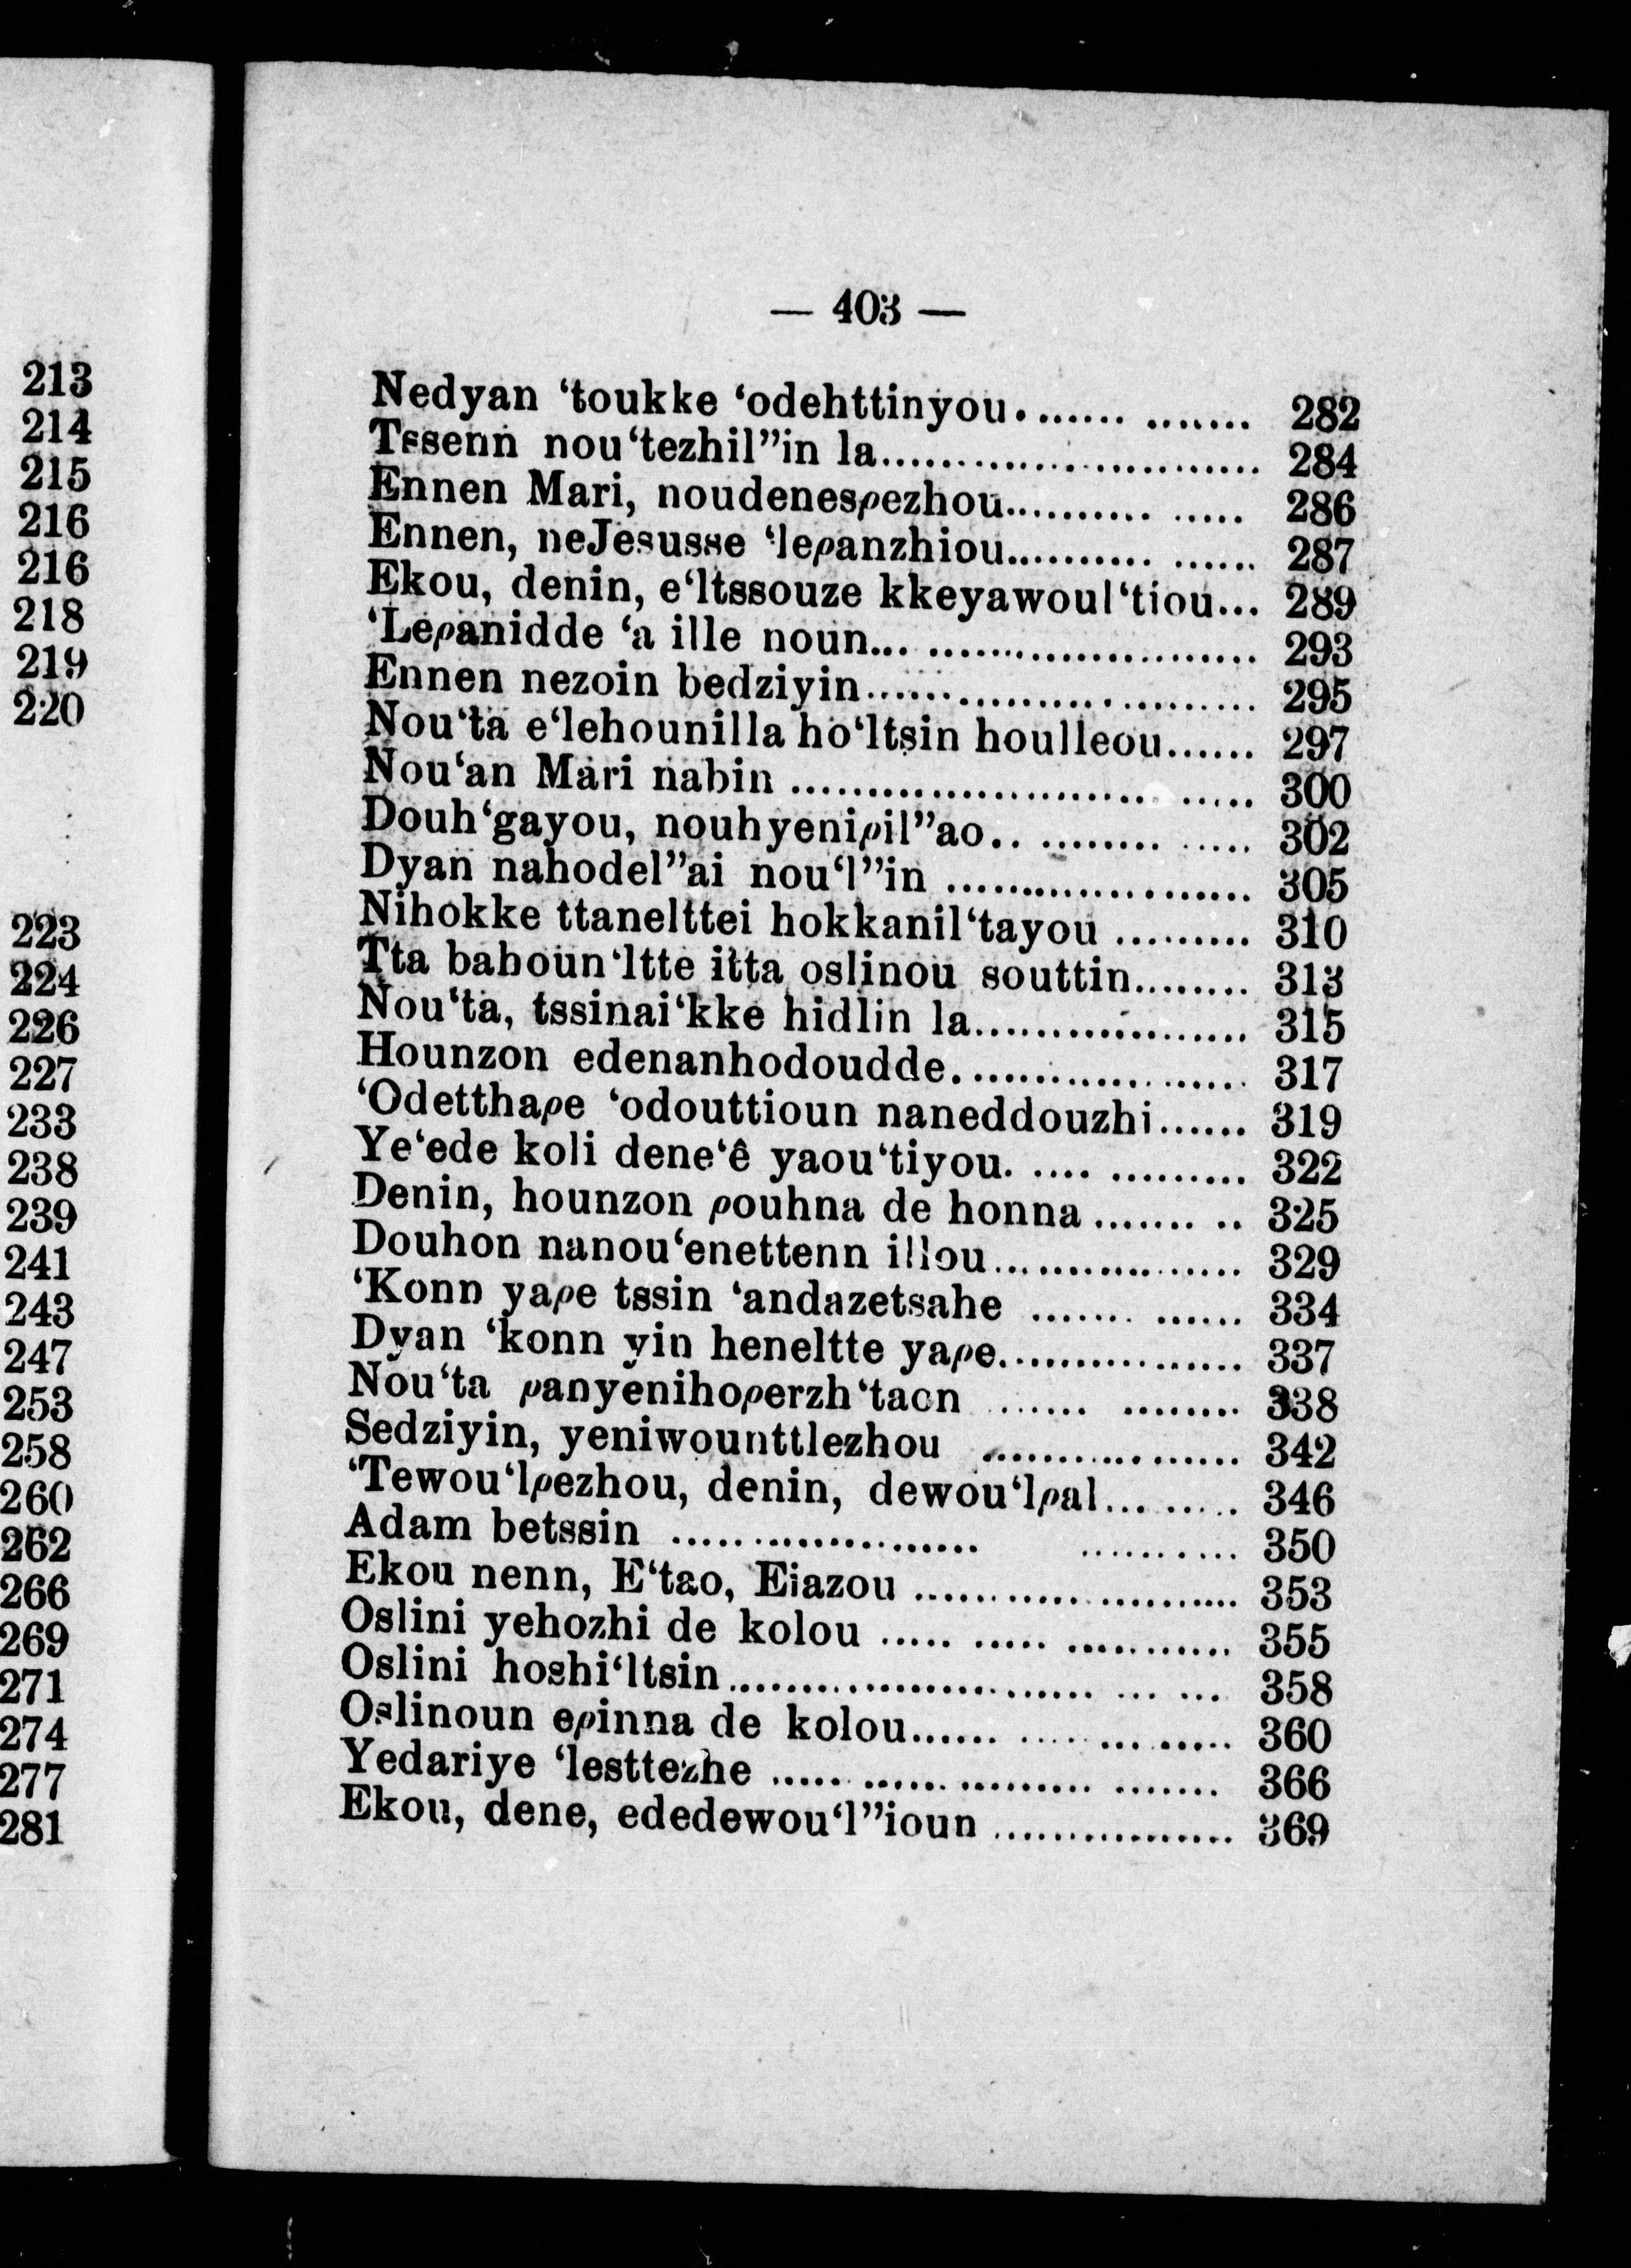 213
214
215
216
216
218
219
220
223
224
226
227
233
238
239
241
243
247
253
258
260
262
266
269
271
274
277
281
— 403 —
Nedyan ‘toukke ‘odehttinyou............... 282
Tssenn nou‘tezhil”in la......................... 284
Ennen Mari, noudenesρezhou............... 286
Ennen, neJesusse ‘leρanzhiou................ 287
Ekou, denin, e‘ltssouze kkeyawoul‘tiou... 289
‘Leρanidde ‘a ille noun......................... 293
Ennen nezoin bedziyin......................... 295
Nou‘ta e‘lehounilla ho‘ltsin houlleou...... 297
Nou‘an Mari nabin ............................. 300
Douh‘gayou, nouhyeniρil”ao................ 302
Dyan nahodel”ai nou‘l”in .................... 305
Nihokke ttanelttei hokkanil‘tayou ......... 310
Tta bahoun‘ltte itta oslinou souttin........ 313
Nou‘ta, tssinai‘kke hidlin la.................. 315
Hounzon edenanhodoudde.................... 317
‘Odetthaρe ‘odouttioun naneddouzhi...... 319
Ye‘ede koli dene‘ê yaou‘tiyou. ............. 322
Denin, hounzon ρouhna de honna ......... 325
Douhon nanou‘enettenn illou................ 329
‘Konn yaρe tssin ‘andazetsahe ............. 334
Dyan ‘konn yin heneltte yaρe................ 337
Nou‘ta ρanyenihoρerzh‘taon ............... 338
Sedziyin, yeniwounttlezhou ................. 342
‘Tewou‘lρezhou, denin, dewou‘lρal......... 346
Adam betssin .............................. 350
Ekou nenn, E‘tao, Eiazou ..................... 353
Oslini yehozhi de kolou ..................... 355
Oslini hoshi‘ltsin.............................. 358
Oslinoun eρinna de kolou.................... 360
Yedariye ‘lesttezhe ........................... 366
Ekou, dene, ededewou‘l”ioun ................ 369